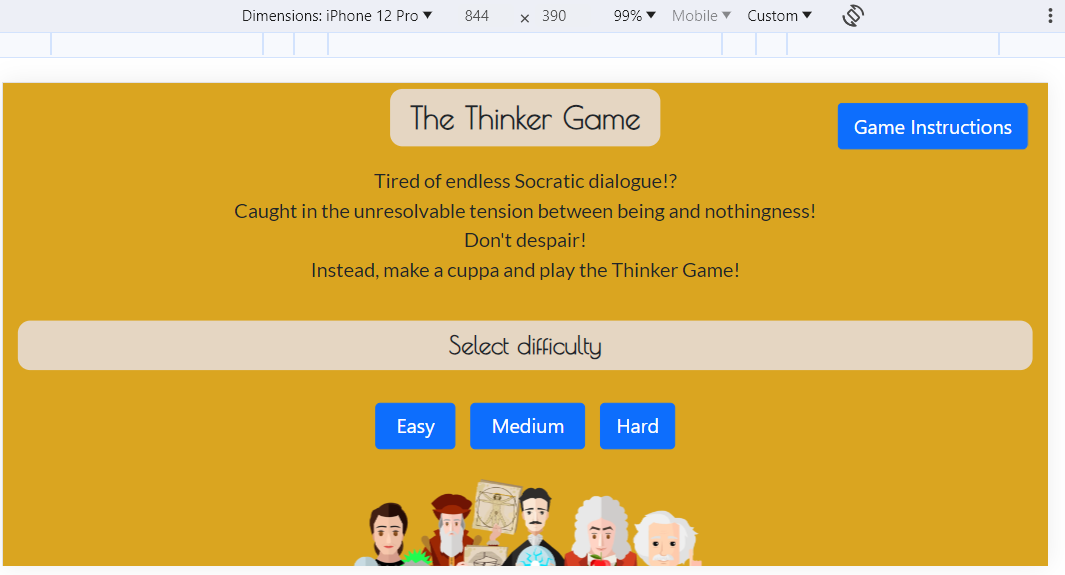 Dimensions: iPhone 12 Pro ▼ 844 × 390 99% ▼ Mobile ▼ Custom ▼
The Thinker Game
Game Instructions
Tired of endless Socratic dialogue!?
Caught in the unresolvable tension between being and nothingness!
Don't despair!
Instead, make a cuppa and play the Thinker Game!
Select difficulty
Easy Medium Hard